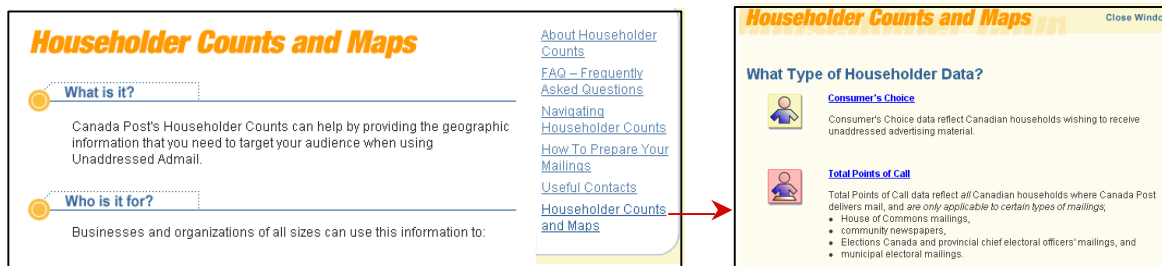 Householder Counts and Maps
What is it?
Canada Post's Householder Counts can help by providing the geographic
information that you need to target your audience when using
Unaddressed Admail.
Who is it for?
Businesses and organizations of all sizes can use this information to:
About Householder
Counts
FAQ – Frequently
Asked Questions
Navigating
Householder Counts
How To Prepare Your
Mailings
Useful Contacts
Householder Counts
and Maps
Householder Counts and Maps
Close Windo
What Type of Householder Data?
Consumer's Choice
Consumer's Choice data reflect Canadian households wishing to receive
unaddressed advertising material.
Total Points of Call
Total Points of Call data reflect all Canadian households where Canada Post
delivers mail, and are only applicable to certain types of mailings;
• House of Commons mailings,
• community newspapers,
• Elections Canada and provincial chief electoral officers' mailings, and
• municipal electoral mailings.